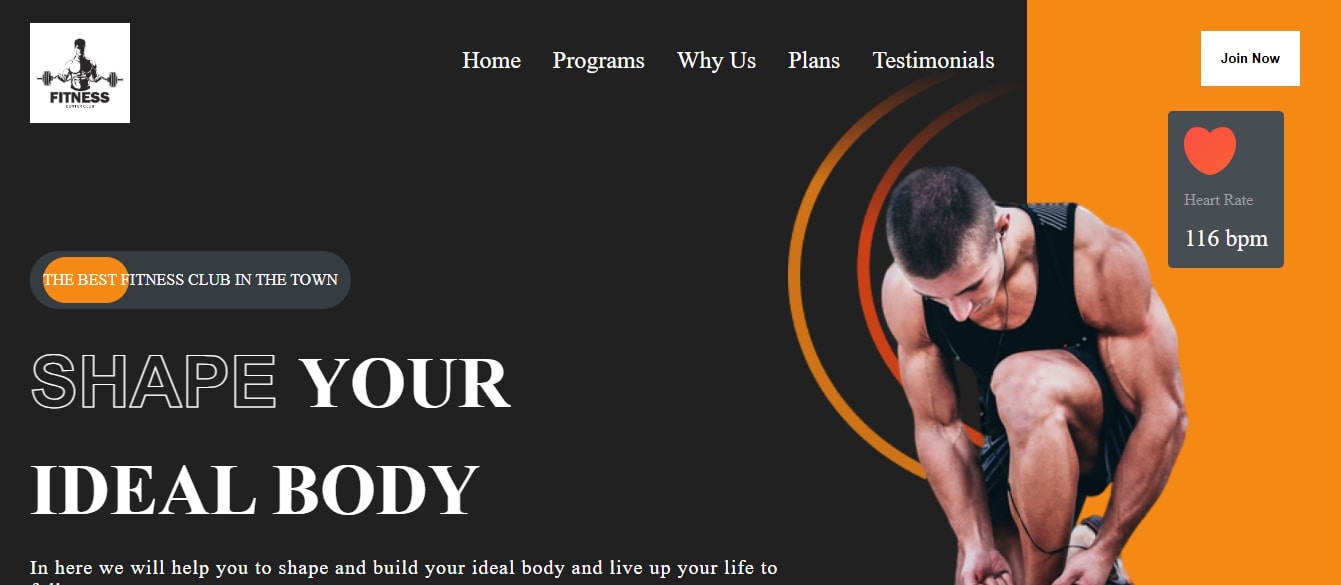 FITNESS
Home Programs Why Us Plans Testimonials
Join Now
Heart Rate
116 bpm
THE BEST FITNESS CLUB IN THE TOWN
SHAPE YOUR
IDEAL BODY
In here we will help you to shape and build your ideal body and live up your life to